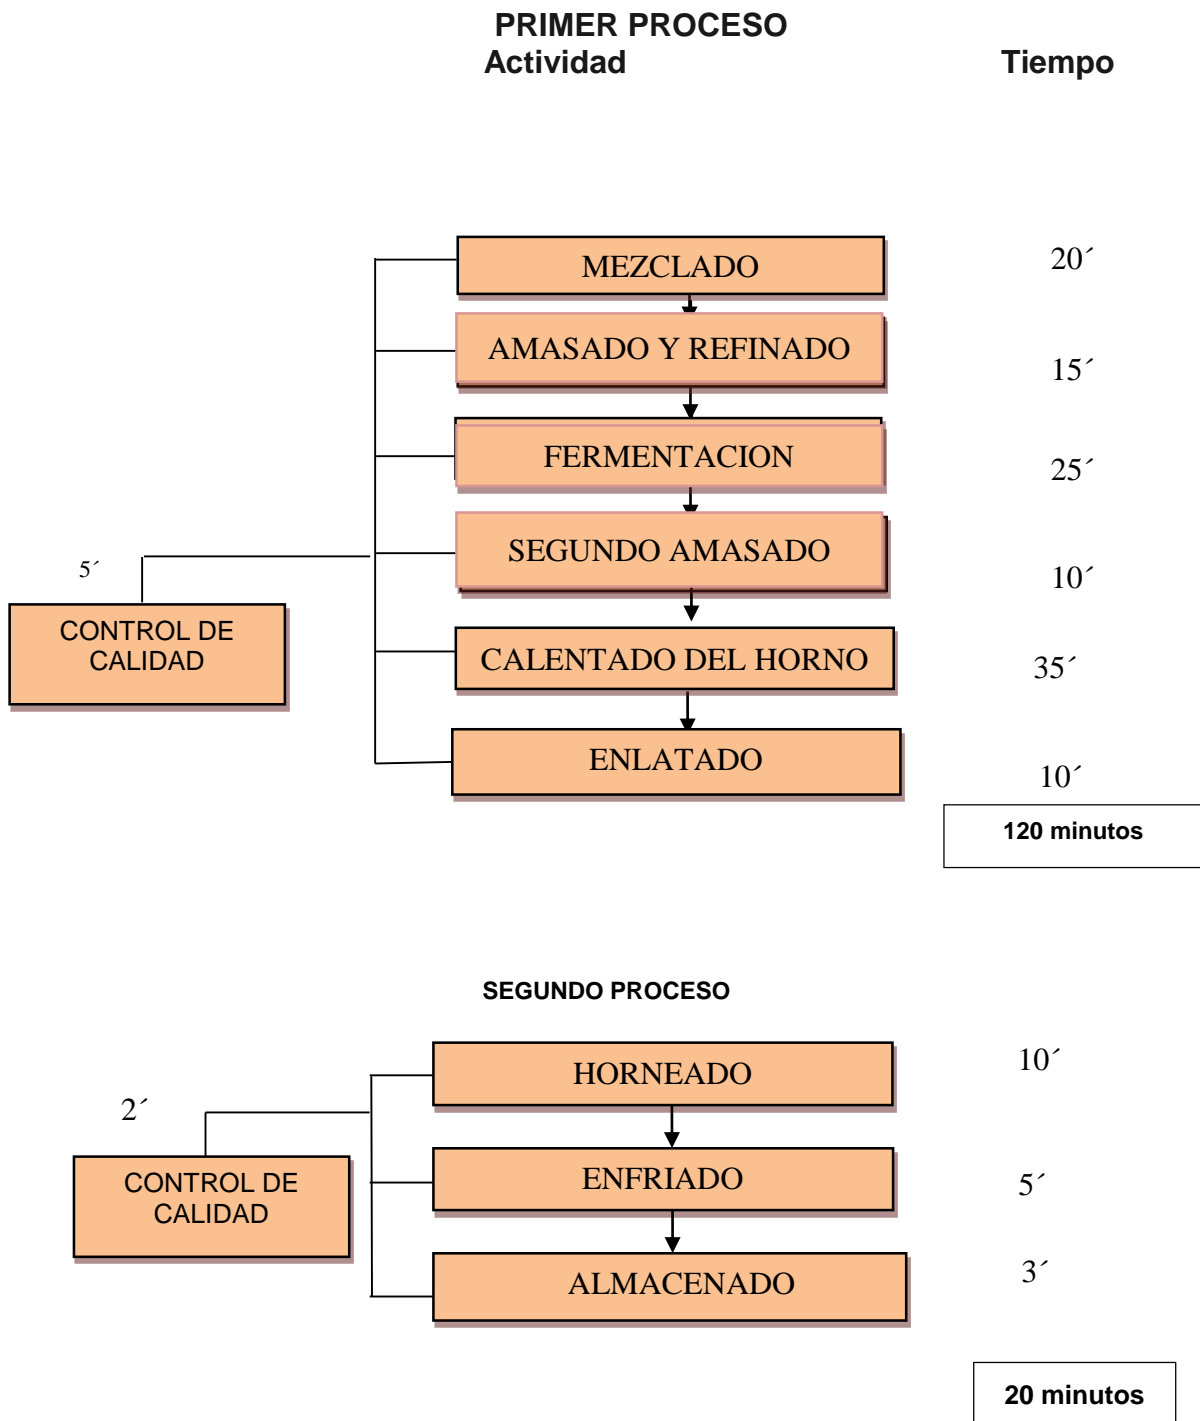 PRIMER PROCESO
Actividad Tiempo
MEZCLADO 20´
AMASADO Y REFINADO 15´
FERMENTACION 25´
SEGUNDO AMASADO 10´
5´
CONTROL DE
CALIDAD
CALENTADO DEL HORNO 35´
ENLATADO 10´
120 minutos
SEGUNDO PROCESO
HORNEADO 10´
2´
CONTROL DE
CALIDAD
ENFRIADO 5´
ALMACENADO 3´
20 minutos